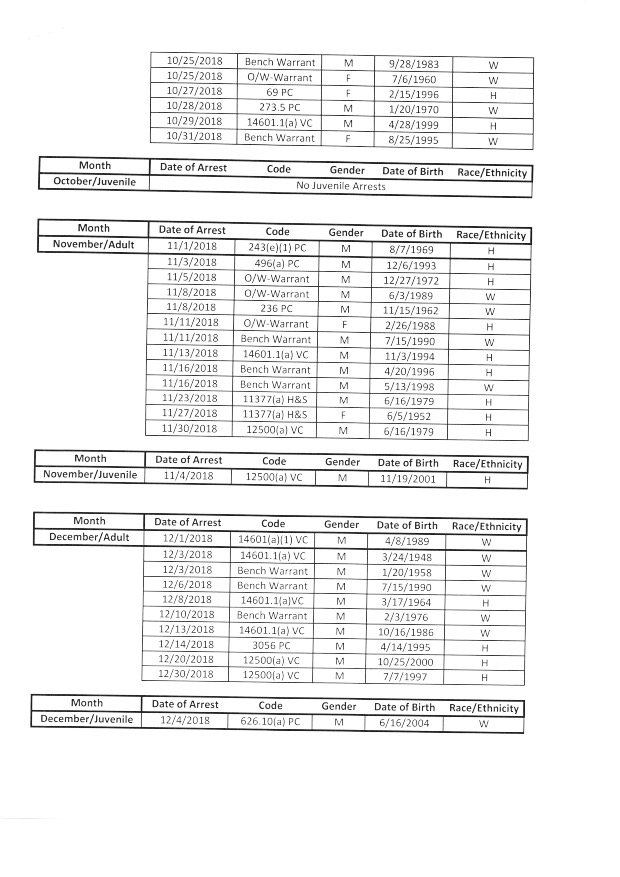 10/25/2018 Bench Warrant M 9/28/1983 W
10/25/2018 O/W-Warrant F 7/6/1960 W
10/27/2018 69 PC F 2/15/1996 H
10/28/2018 273.5 PC M 1/20/1970 W
10/29/2018 14601.1(a) VC M 4/28/1999 H
10/31/2018 Bench Warrant F 8/25/1995 W
Month Date of Arrest Code Gender Date of Birth Race/Ethnicity
October/Juvenile No Juvenile Arrests
Month Date of Arrest Code Gender Date of Birth Race/Ethnicity
November/Adult 11/1/2018 243(e)(1) PC M 8/7/1969 H
11/3/2018 496(a) PC M 12/6/1993 H
11/5/2018 O/W-Warrant M 12/27/1972 H
11/8/2018 O/W-Warrant M 6/3/1989 W
11/8/2018 236 PC M 11/15/1962 W
11/11/2018 O/W-Warrant F 2/26/1988 H
11/11/2018 Bench Warrant M 7/15/1990 W
11/13/2018 14601.1(a) VC M 11/3/1994 H
11/16/2018 Bench Warrant M 4/20/1996 H
11/16/2018 Bench Warrant M 5/13/1998 W
11/23/2018 11377(a) H&S M 6/16/1979 H
11/27/2018 11377(a) H&S F 6/5/1952 H
11/30/2018 12500(a) VC M 6/16/1979 H
Month Date of Arrest Code Gender Date of Birth Race/Ethnicity
November/Juvenile 11/4/2018 12500(a) VC M 11/19/2001 H
Month Date of Arrest Code Gender Date of Birth Race/Ethnicity
December/Adult 12/1/2018 14601(a)(1) VC M 4/8/1989 W
12/3/2018 14601.1(a) VC M 3/24/1948 W
12/3/2018 Bench Warrant M 1/20/1958 W
12/6/2018 Bench Warrant M 7/15/1990 W
12/8/2018 14601.1(a)VC M 3/17/1964 H
12/10/2018 Bench Warrant M 2/3/1976 W
12/13/2018 14601.1(a) VC M 10/16/1986 W
12/14/2018 3056 PC M 4/14/1995 H
12/20/2018 12500(a) VC M 10/25/2000 H
12/30/2018 12500(a) VC M 7/7/1997 H
Month Date of Arrest Code Gender Date of Birth Race/Ethnicity
December/Juvenile 12/4/2018 626.10(a) PC M 6/16/2004 W